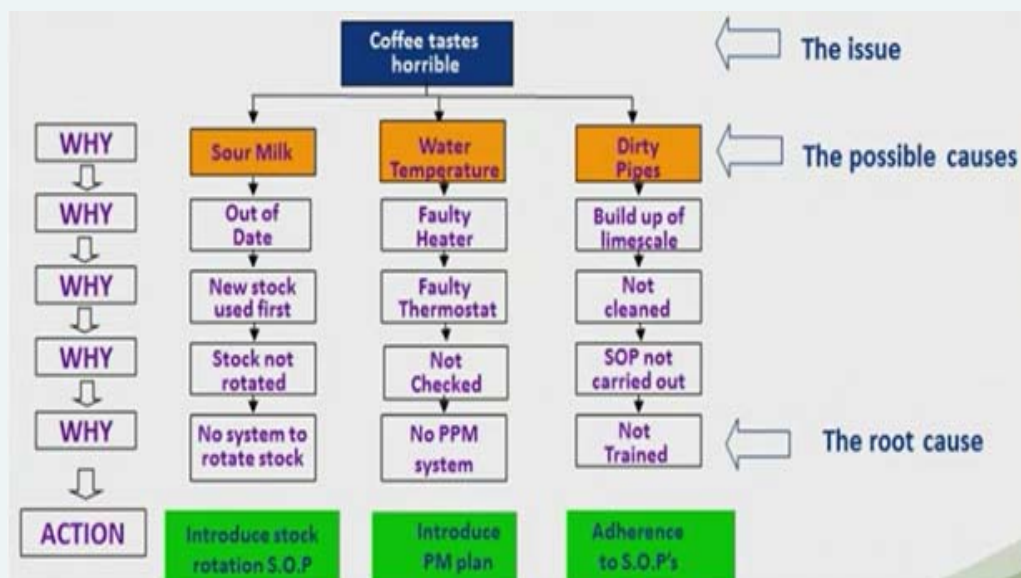 Coffee tastes
horrible
The issue
WHY
Sour Milk
Water
Temperature
Dirty
Pipes
The possible causes
WHY
Out of
Date
Faulty
Heater
Build up of
limescale
WHY
New stock
used first
Faulty
Thermostat
Not
cleaned
WHY
Stock not
rotated
Not
Checked
SOP not
carried out
WHY
No system to
rotate stock
No PPM
system
Not
Trained
The root cause
ACTION
Introduce stock
rotation S.O.P
Introduce
PM plan
Adherence
to S.O.P's